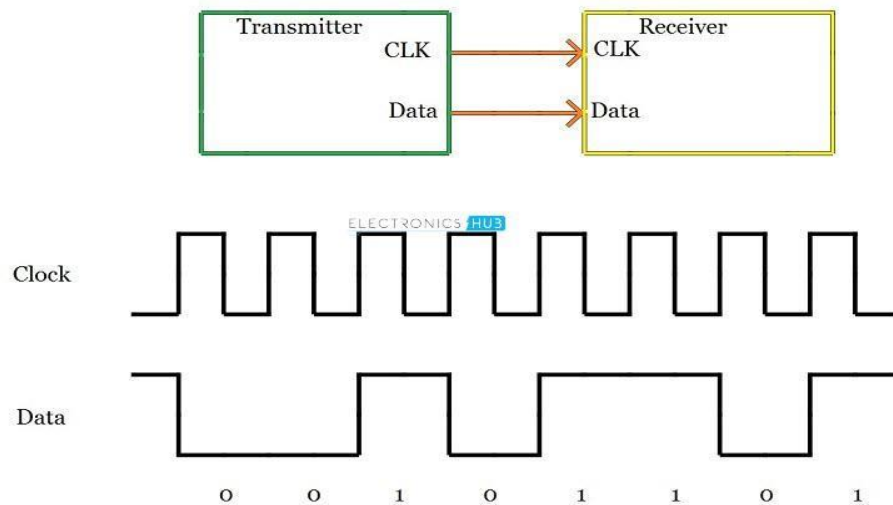 Transmitter Receiver
CLK CLK
Data Data
ELECTRONICS HUB
Clock
Data
0 0 1 0 1 1 0 1